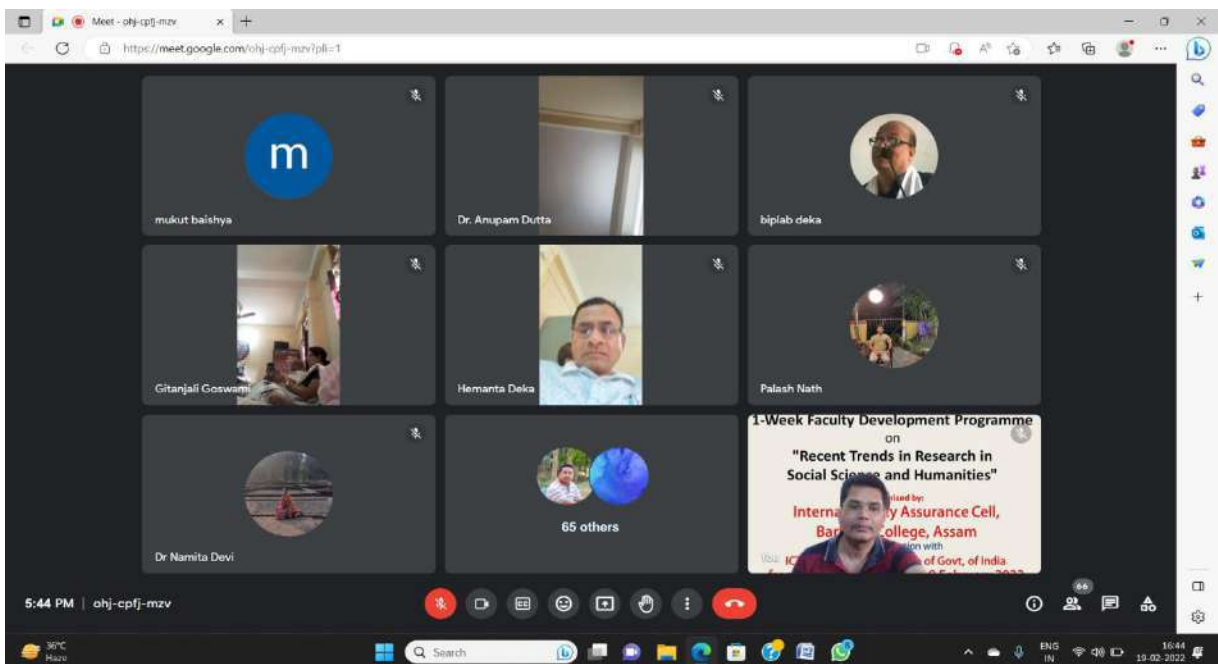 Meet - ohj-cpfj-mzv
https://meet.google.com/ohj-cpfj-mzv?pli=1
m
mukut baishya
Dr. Anupam Dutta
biplab deka
Gitanjali Goswami
Hemanta Deka
Palash Nath
Dr Namita Devi
65 others
1-Week Faculty Development Programme
on
"Recent Trends in Research in
Social and Humanities"
Assurance Cell,
College, Assam
with
of Govt, of India
5:44 PM | ohj-cpfj-mzv
66
36°C
Haze
Search
ENG
IN
16:44
19-02-2022